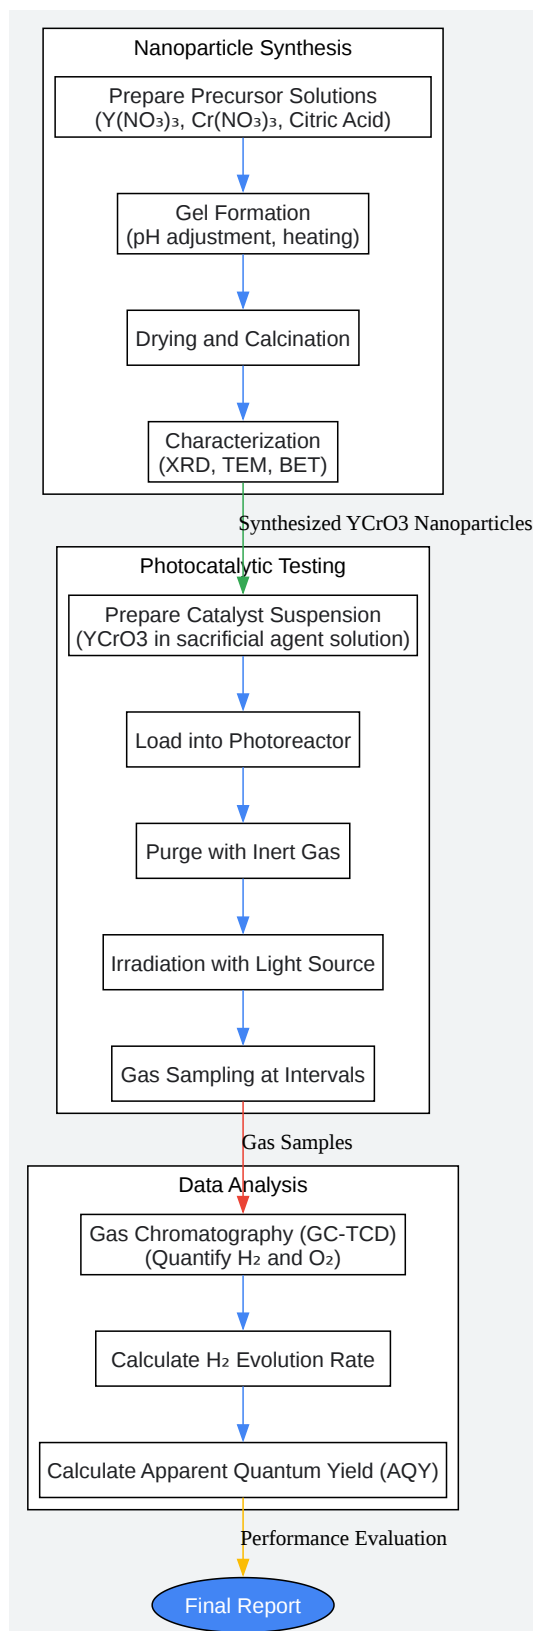 Nanoparticle Synthesis
Prepare Precursor Solutions
(Y(NO₃)₃, Cr(NO₃)₃, Citric Acid)
Gel Formation
(pH adjustment, heating)
Drying and Calcination
Characterization
(XRD, TEM, BET)
Synthesized YCrO3 Nanoparticles
Photocatalytic Testing
Prepare Catalyst Suspension
(YCrO3 in sacrificial agent solution)
Load into Photoreactor
Purge with Inert Gas
Irradiation with Light Source
Gas Sampling at Intervals
Gas Samples
Data Analysis
Gas Chromatography (GC-TCD)
(Quantify H₂ and O₂)
Calculate H₂ Evolution Rate
Calculate Apparent Quantum Yield (AQY)
Performance Evaluation
Final Report